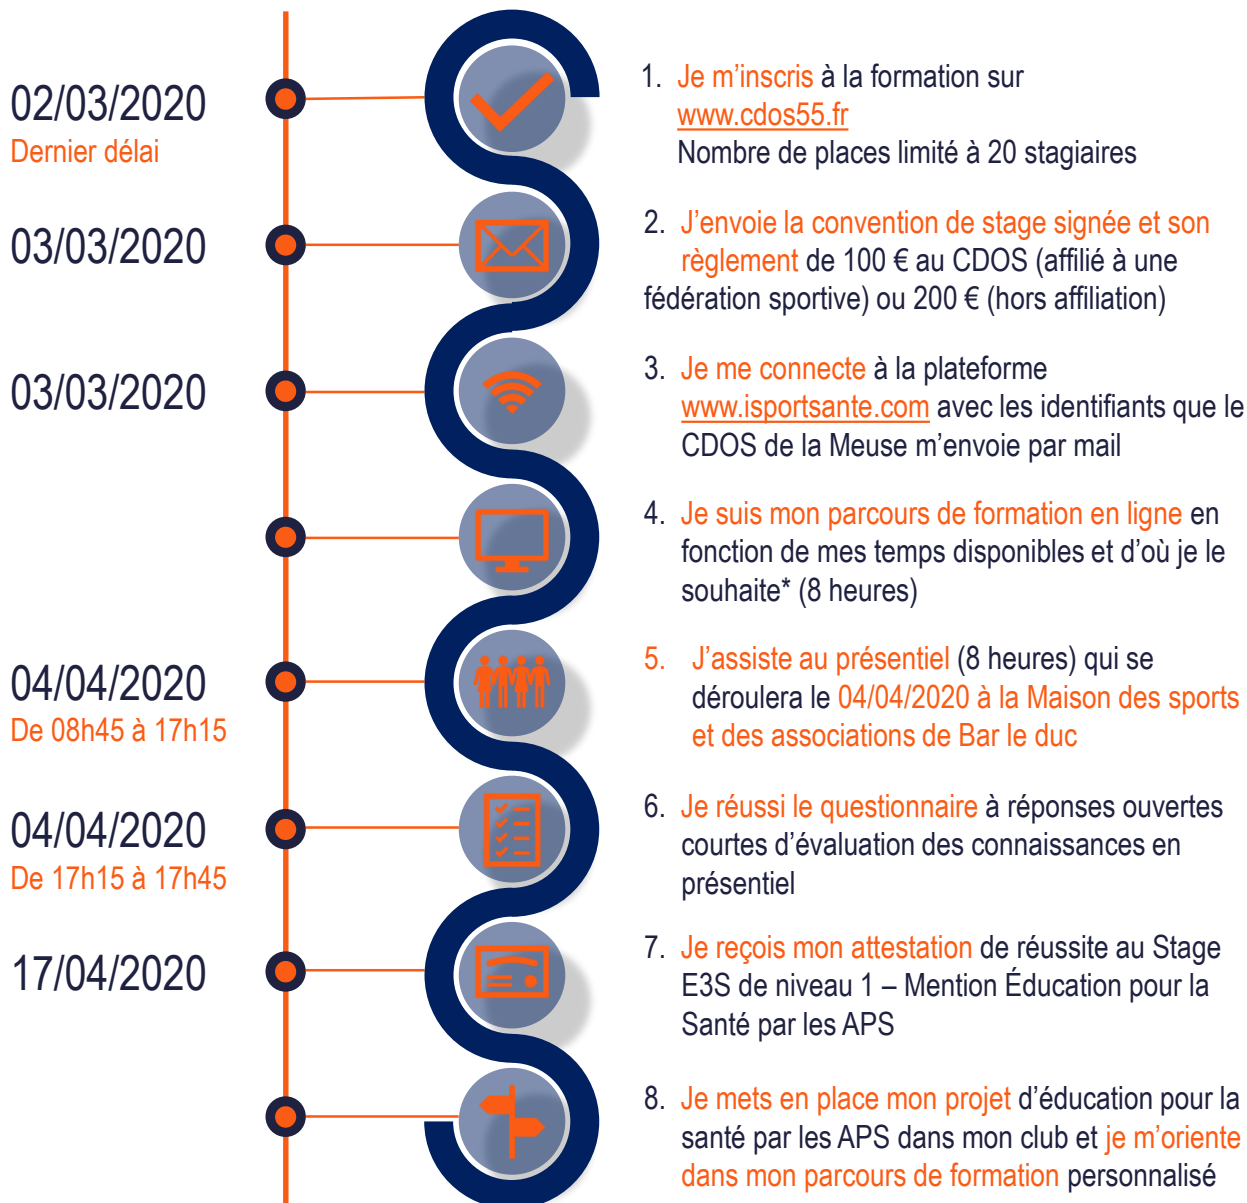 02/03/2020
Dernier délai
1. Je m’inscris à la formation sur
www.cdos55.fr
Nombre de places limité à 20 stagiaires
03/03/2020
2. J’envoie la convention de stage signée et son
règlement de 100 € au CDOS (affilié à une
fédération sportive) ou 200 € (hors affiliation)
03/03/2020
3. Je me connecte à la plateforme
www.isportsante.com avec les identifiants que le
CDOS de la Meuse m’envoie par mail
4. Je suis mon parcours de formation en ligne en
fonction de mes temps disponibles et d’où je le
souhaite* (8 heures)
04/04/2020
De 08h45 à 17h15
5. J’assiste au présentiel (8 heures) qui se
déroulera le 04/04/2020 à la Maison des sports
et des associations de Bar le duc
04/04/2020
De 17h15 à 17h45
6. Je réussi le questionnaire à réponses ouvertes
courtes d’évaluation des connaissances en
présentiel
17/04/2020
7. Je reçois mon attestation de réussite au Stage
E3S de niveau 1 – Mention Éducation pour la
Santé par les APS
8. Je mets en place mon projet d’éducation pour la
santé par les APS dans mon club et je m’oriente
dans mon parcours de formation personnalisé